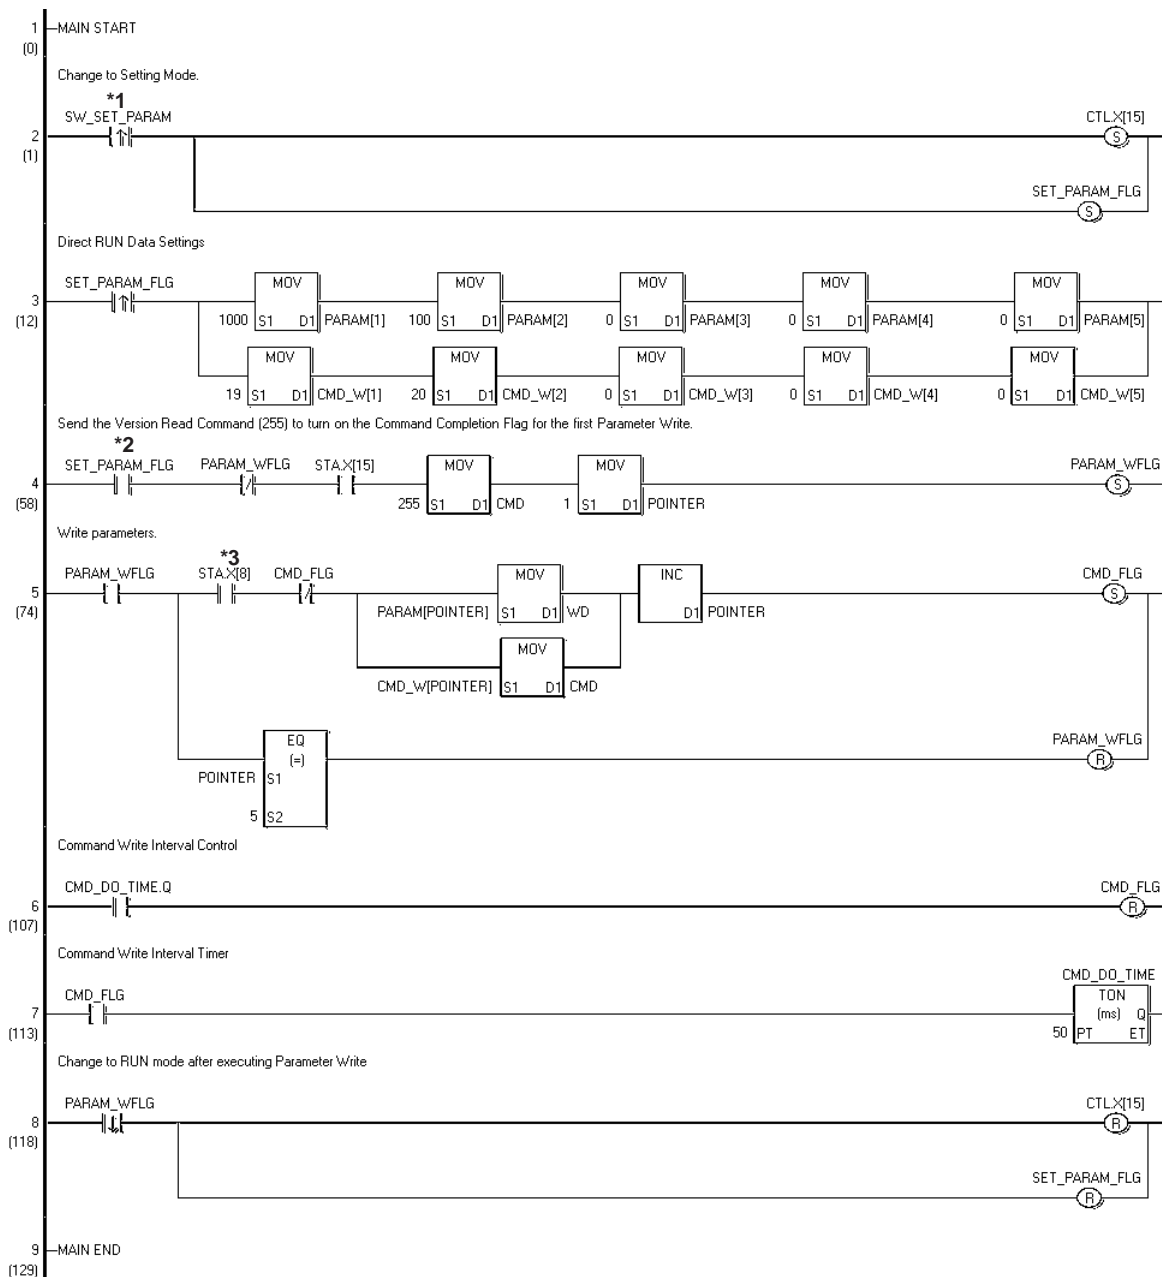 1 MAIN START
(0)
Change to Setting Mode.
*1
SW_SET_PARAM CTL.X[15]
2 S
(1)
SET_PARAM_FLG
S
Direct RUN Data Settings
SET_PARAM_FLG MOV MOV MOV MOV MOV
3
(12) 1000 S1 D1 PARAM[1] 100 S1 D1 PARAM[2] 0 S1 D1 PARAM[3] 0 S1 D1 PARAM[4] 0 S1 D1 PARAM[5]
MOV MOV MOV MOV MOV
19 S1 D1 CMD_W[1] 20 S1 D1 CMD_W[2] 0 S1 D1 CMD_W[3] 0 S1 D1 CMD_W[4] 0 S1 D1 CMD_W[5]
Send the Version Read Command (255) to turn on the Command Completion Flag for the first Parameter Write.
*2
SET_PARAM_FLG PARAM_WFLG STA.X[15] MOV MOV PARAM_WFLG
4 S
(58) 255 S1 D1 CMD 1 S1 D1 POINTER
Write parameters.
*3
PARAM_WFLG STA.X[8] CMD_FLG MOV INC CMD_FLG
5 S
(74) PARAM[POINTER] S1 D1 WD D1 POINTER
MOV
CMD_W[POINTER] S1 D1 CMD
EQ PARAM_WFLG
(=) R
POINTER S1
5 S2
Command Write Interval Control
CMD_DO_TIME.Q CMD_FLG
6 R
(107)
Command Write Interval Timer
CMD_DO_TIME
CMD_FLG TON
7 (ms) Q
(113) 50 PT ET
Change to RUN mode after executing Parameter Write
PARAM_WFLG CTL.X[15]
8 R
(118)
SET_PARAM_FLG
R
9 MAIN END
(129)